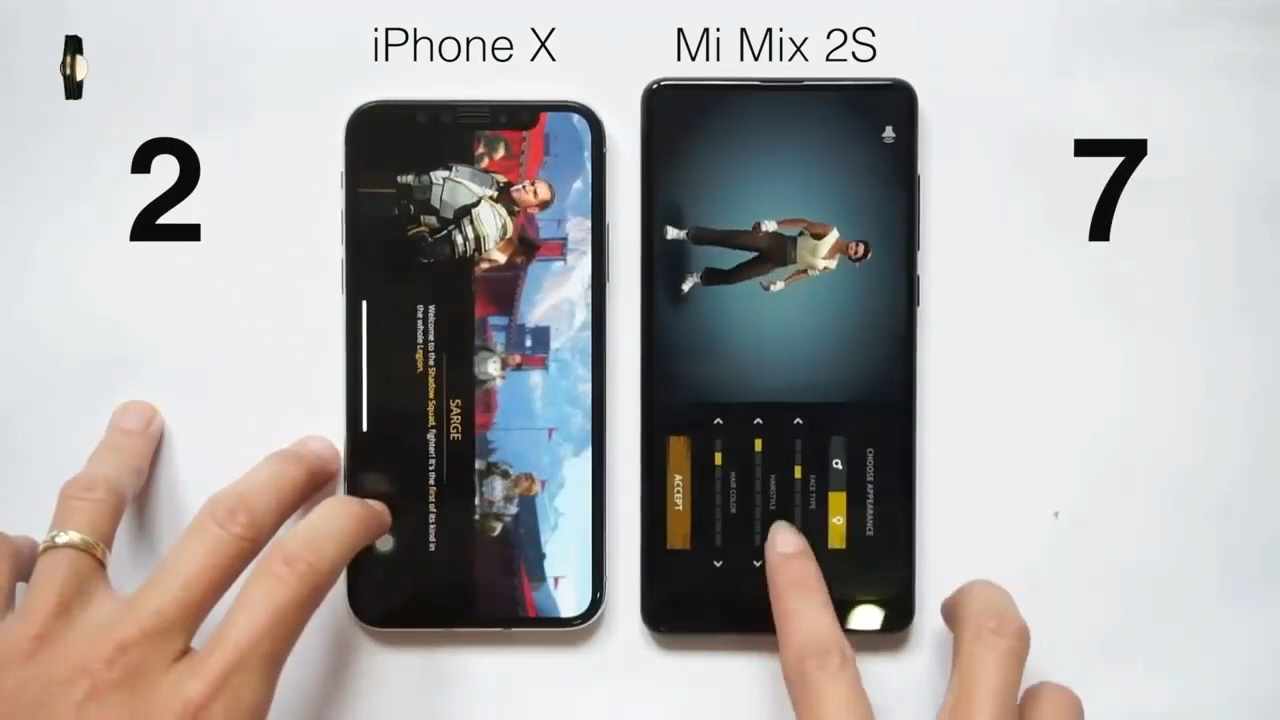 iPhone X
Mi Mix 2S
2
7
SARGE
Welcome to the Shadow Squad, fighter! It's the first of its kind in
the whole Legion.
CHOOSE APPEARANCE
FACE TYPE
HAIRSTYLE
HAIR COLOR
ACCEPT